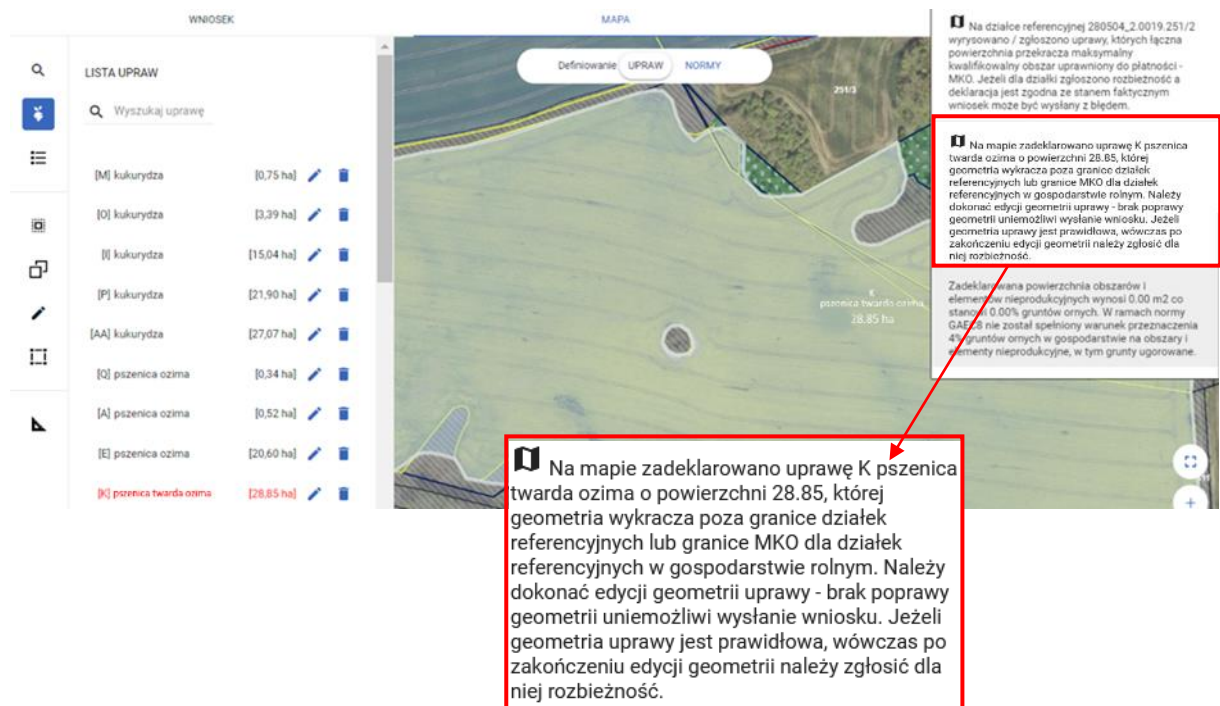 WNIOSEK
MAPA
LISTA UPRAW
Wyszukaj uprawę
[M] kukurydza [0,75 ha]
[O] kukurydza [3,39 ha]
[I] kukurydza [15,04 ha]
[P] kukurydza [21,90 ha]
[AA] kukurydza [27,07 ha]
[Q] pszenica ozima [0,34 ha]
[A] pszenica ozima [0,52 ha]
[E] pszenica ozima [20,60 ha]
[K] pszenica twarda ozima [28,85 ha]
Definiowanie UPRAW NORMY
251/3
K
pszenica twarda ozima
28.85 ha
Na działce referencyjnej 280504_2.0019.251/2
wyrysowano / zgłoszono uprawy, których łączna
powierzchnia przekracza maksymalny
kwalifikowalny obszar uprawniony do płatności -
MKO. Jeżeli dla działki zgłoszono rozbieżność a
deklaracja jest zgodna ze stanem faktycznym
wniosek może być wysłany z błędem.
Na mapie zadeklarowano uprawę K pszenica
twarda ozima o powierzchni 28.85, której
geometria wykracza poza granice działek
referencyjnych lub granice MKO dla działek
referencyjnych w gospodarstwie rolnym. Należy
dokonać edycji geometrii uprawy - brak poprawy
geometrii uniemożliwi wysłanie wniosku. Jeżeli
geometria uprawy jest prawidłowa, wówczas po
zakończeniu edycji geometrii należy zgłosić dla
niej rozbieżność.
Zadeklarowana powierzchnia obszarów i
elementów nieprodukcyjnych wynosi 0.00 m2 co
stanowi 0.00% gruntów ornych. W ramach normy
GAEC8 nie został spełniony warunek przeznaczenia
4% gruntów ornych w gospodarstwie na obszary i
elementy nieprodukcyjne, w tym grunty ugorowane.
Na mapie zadeklarowano uprawę K pszenica
twarda ozima o powierzchni 28.85, której
geometria wykracza poza granice działek
referencyjnych lub granice MKO dla działek
referencyjnych w gospodarstwie rolnym. Należy
dokonać edycji geometrii uprawy - brak poprawy
geometrii uniemożliwi wysłanie wniosku. Jeżeli
geometria uprawy jest prawidłowa, wówczas po
zakończeniu edycji geometrii należy zgłosić dla
niej rozbieżność.